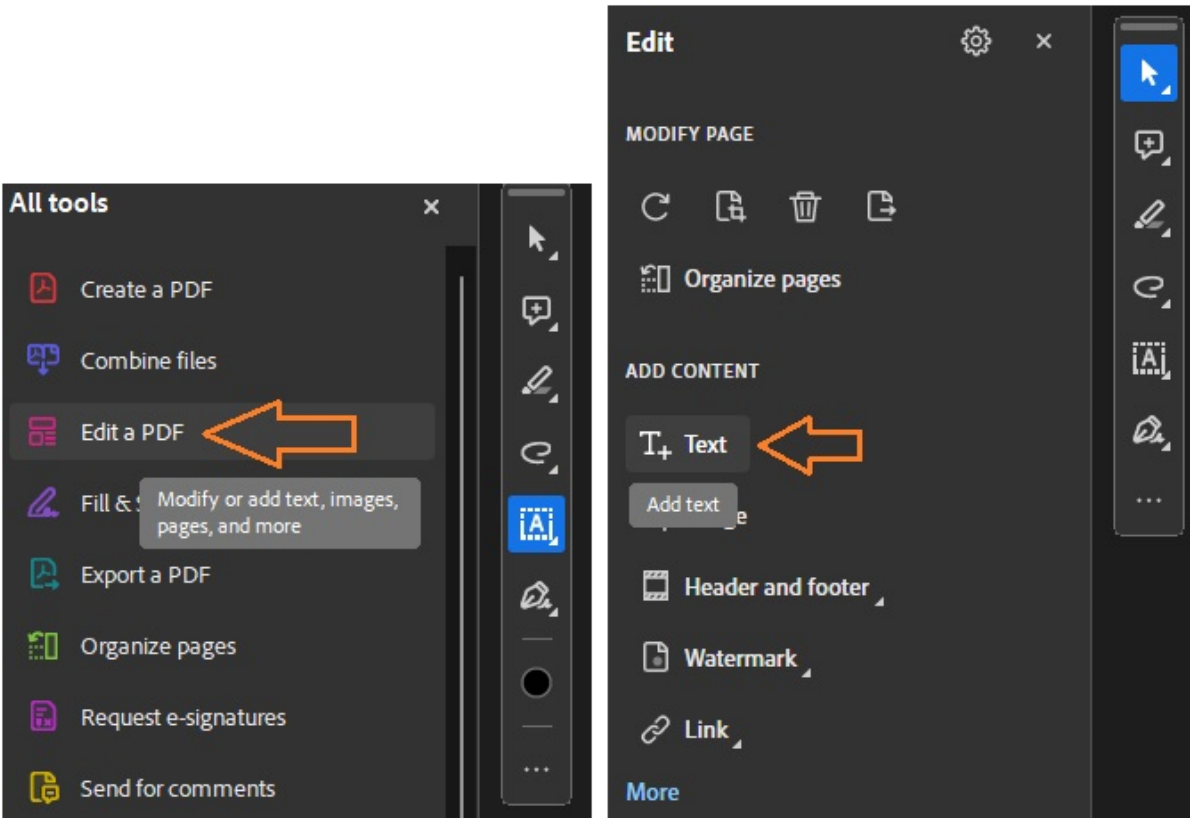 All tools
Create a PDF
Combine files
Edit a PDF
Fill &
Modify or add text, images,
pages, and more
Export a PDF
Organize pages
Request e-signatures
Send for comments
A
Edit
MODIFY PAGE
Organize pages
ADD CONTENT
T+ Text
Add text
Header and footer
Watermark
Link
More
A